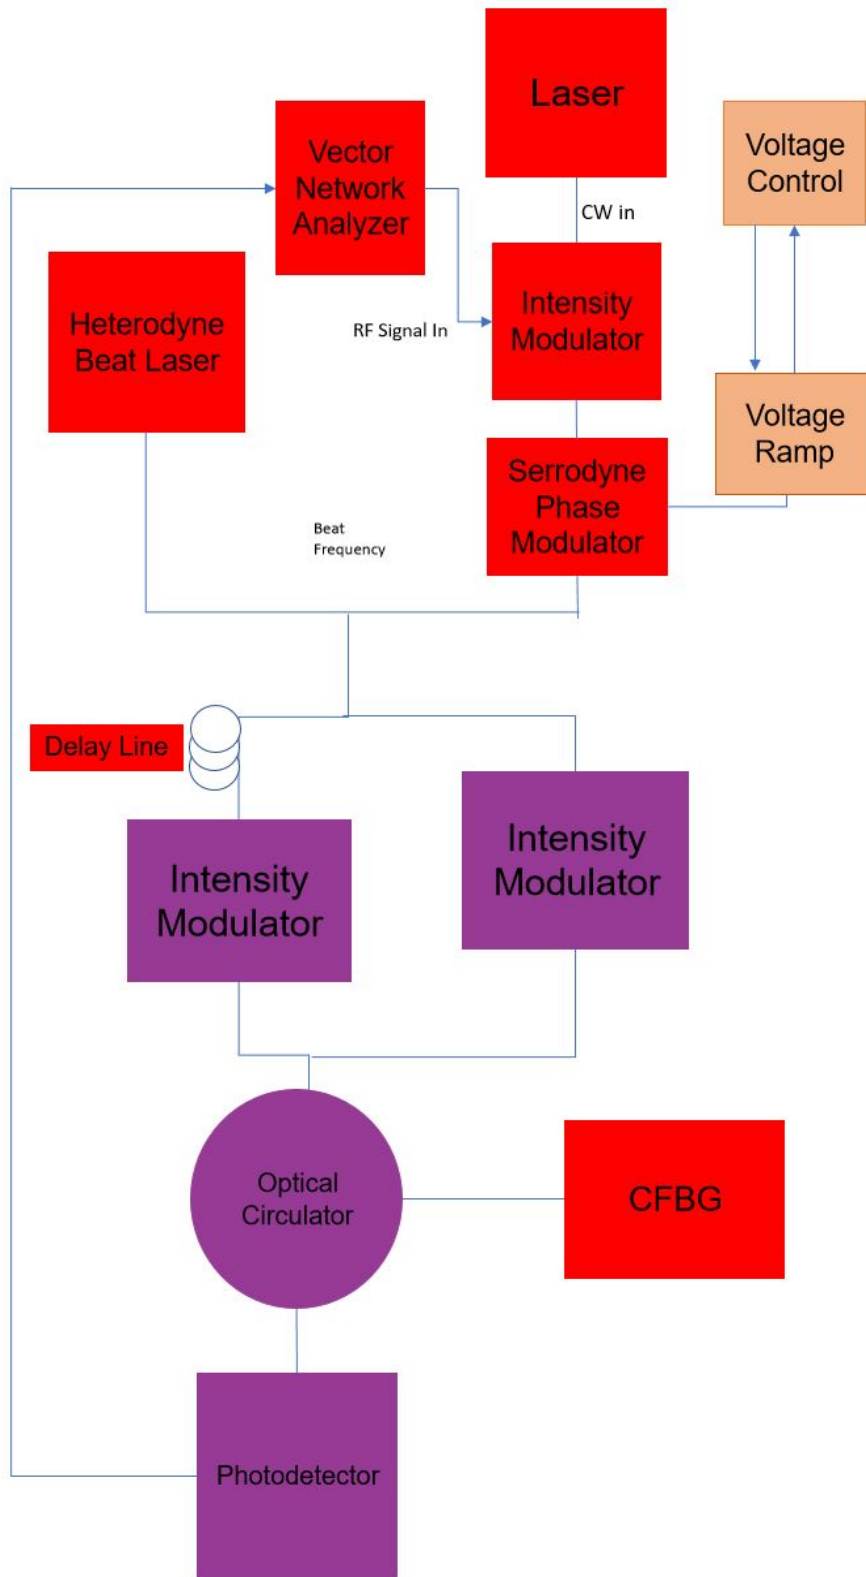 Laser
Vector
Network
Analyzer
Voltage
Control
CW in
Heterodyne
Beat Laser
RF Signal In
Intensity
Modulator
Voltage
Ramp
Serrodyne
Phase
Modulator
Beat
Frequency
Delay Line
Intensity
Modulator
Intensity
Modulator
Optical
Circulator
CFBG
Photodetector